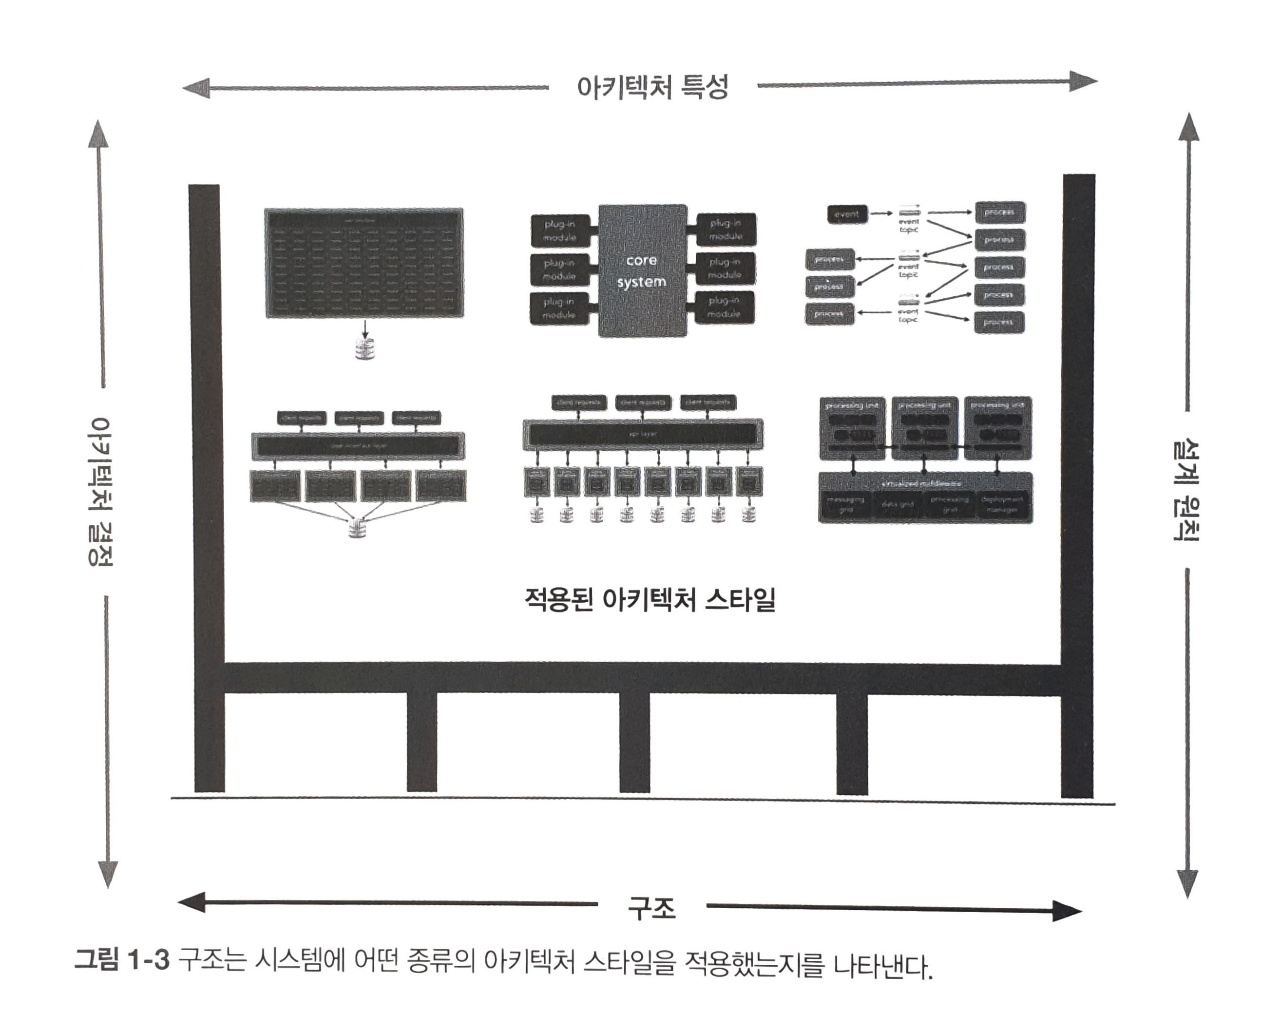 아키텍처 특성
아키텍처 결정
설계 원칙
plug-in
module
plug-in
module
plug-in
module
core
system
plug-in
module
plug-in
module
plug-in
module
event
event
topic
process
process
process
event
topic
process
process
process
event
topic
process
process
client requests
client requests
client requests
client requests
client requests
client requests
api layer
processing unit
processing unit
processing unit
virtualized middleware
messaging
grid
data grid
processing
grid
deployment
manager
적용된 아키텍처 스타일
구조
그림 1-3 구조는 시스템에 어떤 종류의 아키텍처 스타일을 적용했는지를 나타낸다.